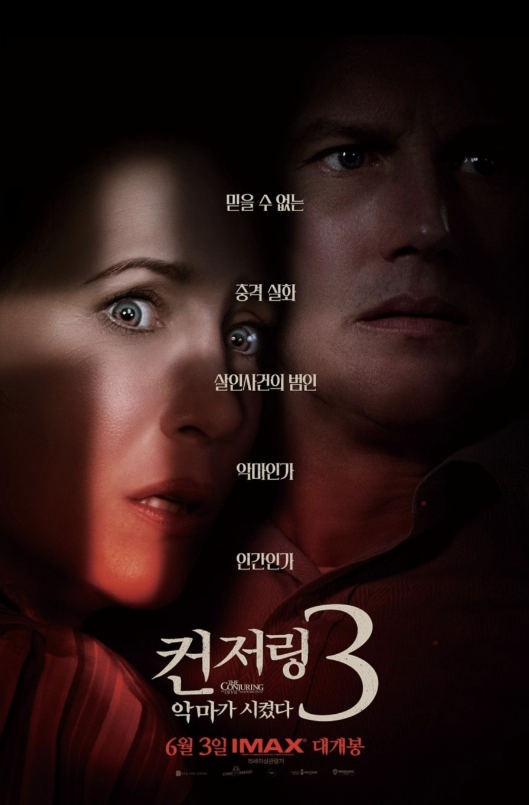 믿을 수 없는
충격 실화
살인사건의 범인
악마인가
인간인가
컨저링 3
THE
CONJURING
악마가 시켰다
6월 3일 IMAX 대개봉